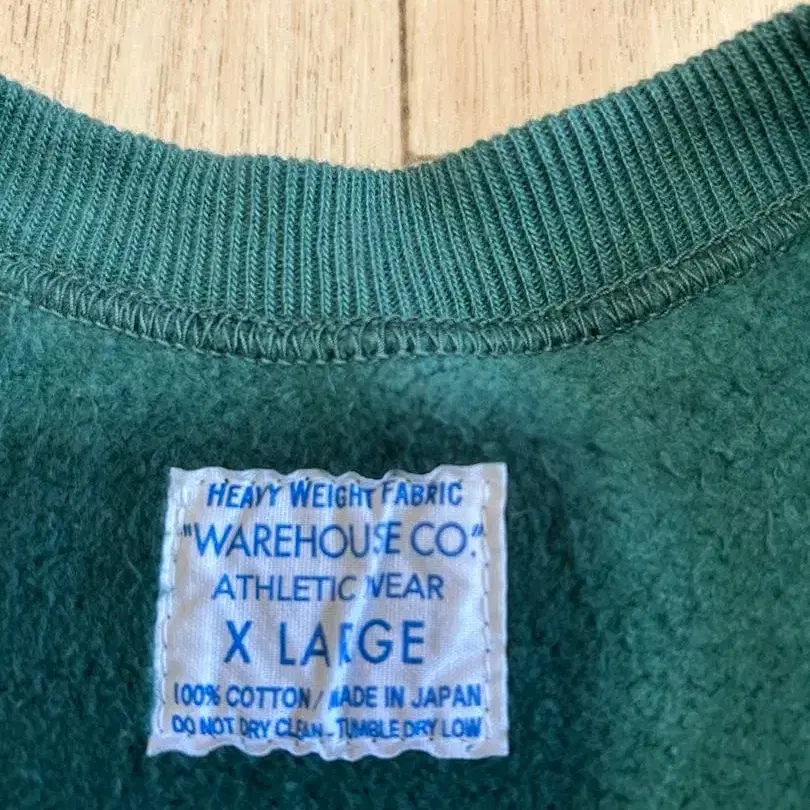 HEAVY WEIGHT FABRIC
"WAREHOUSE CO."
ATHLETIC WEAR
X LARGE
100% COTTON / MADE IN JAPAN
DO NOT DRY CLEAN - TUMBLE DRY LOW